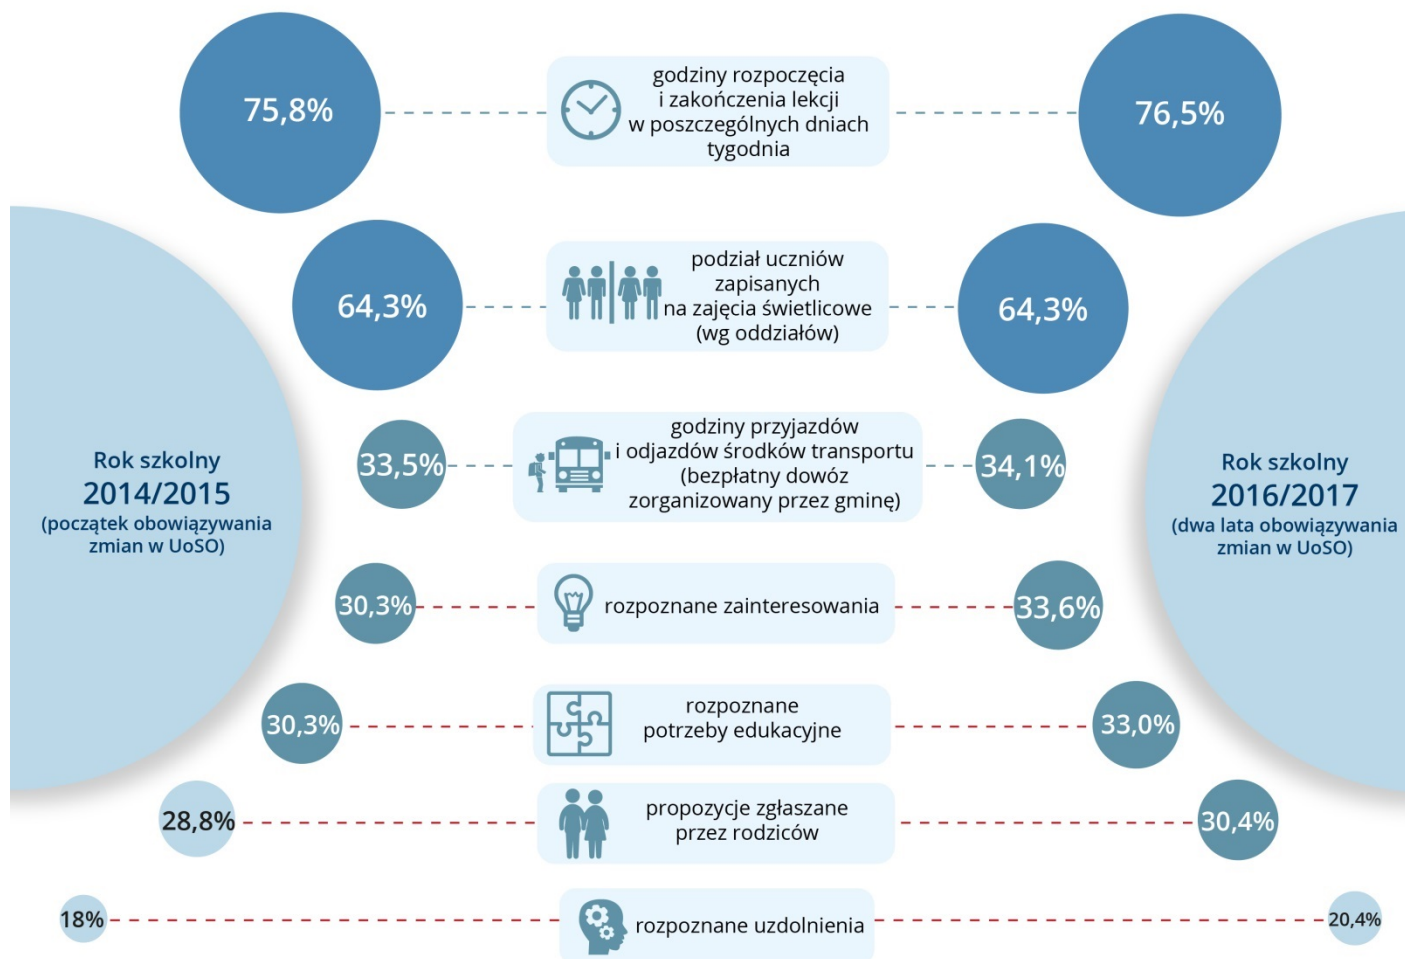 75,8%
godziny rozpoczęcia
i zakończenia lekcji
w poszczególnych dniach
tygodnia
76,5%
64,3%
podział uczniów
zapisanych
na zajęcia świetlicowe
(wg oddziałów)
64,3%
Rok szkolny
2014/2015
(początek obowiązywania
zmian w UoSO)
33,5%
godziny przyjazdów
i odjazdów środków transportu
(bezpłatny dowóz
zorganizowany przez gminę)
34,1%
Rok szkolny
2016/2017
(dwa lata obowiązywania
zmian w UoSO)
30,3%
rozpoznane zainteresowania
33,6%
30,3%
rozpoznane
potrzeby edukacyjne
33,0%
28,8%
propozycje zgłaszane
przez rodziców
30,4%
18%
rozpoznane uzdolnienia
20,4%